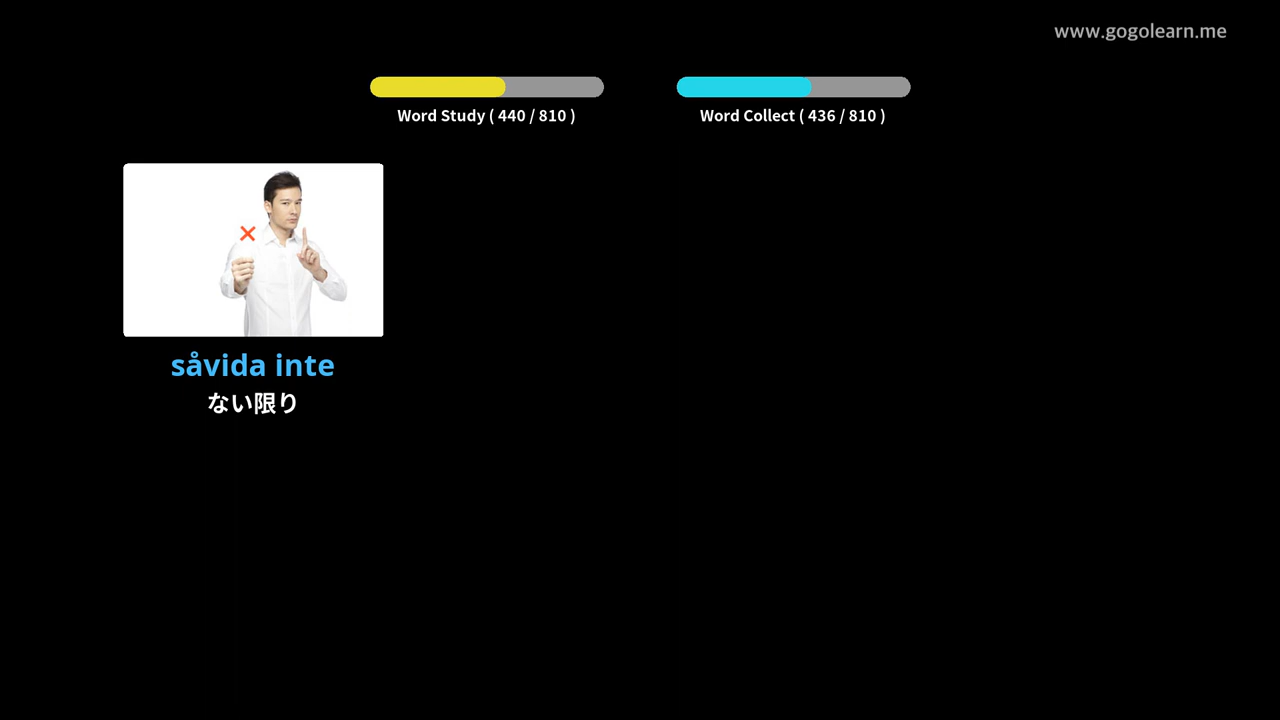 www.gogolearn.me
Word Study ( 440 / 810 )
Word Collect ( 436 / 810 )
såvida inte
ない限り